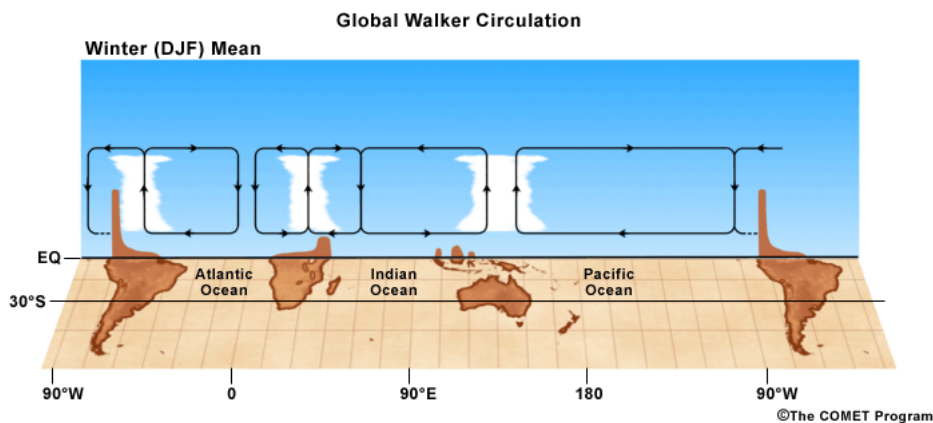 Global Walker Circulation
Winter (DJF) Mean
EQ
Atlantic
Ocean
Indian
Ocean
Pacific
Ocean
30°S
90°W
0
90°E
180
90°W
©The COMET Program